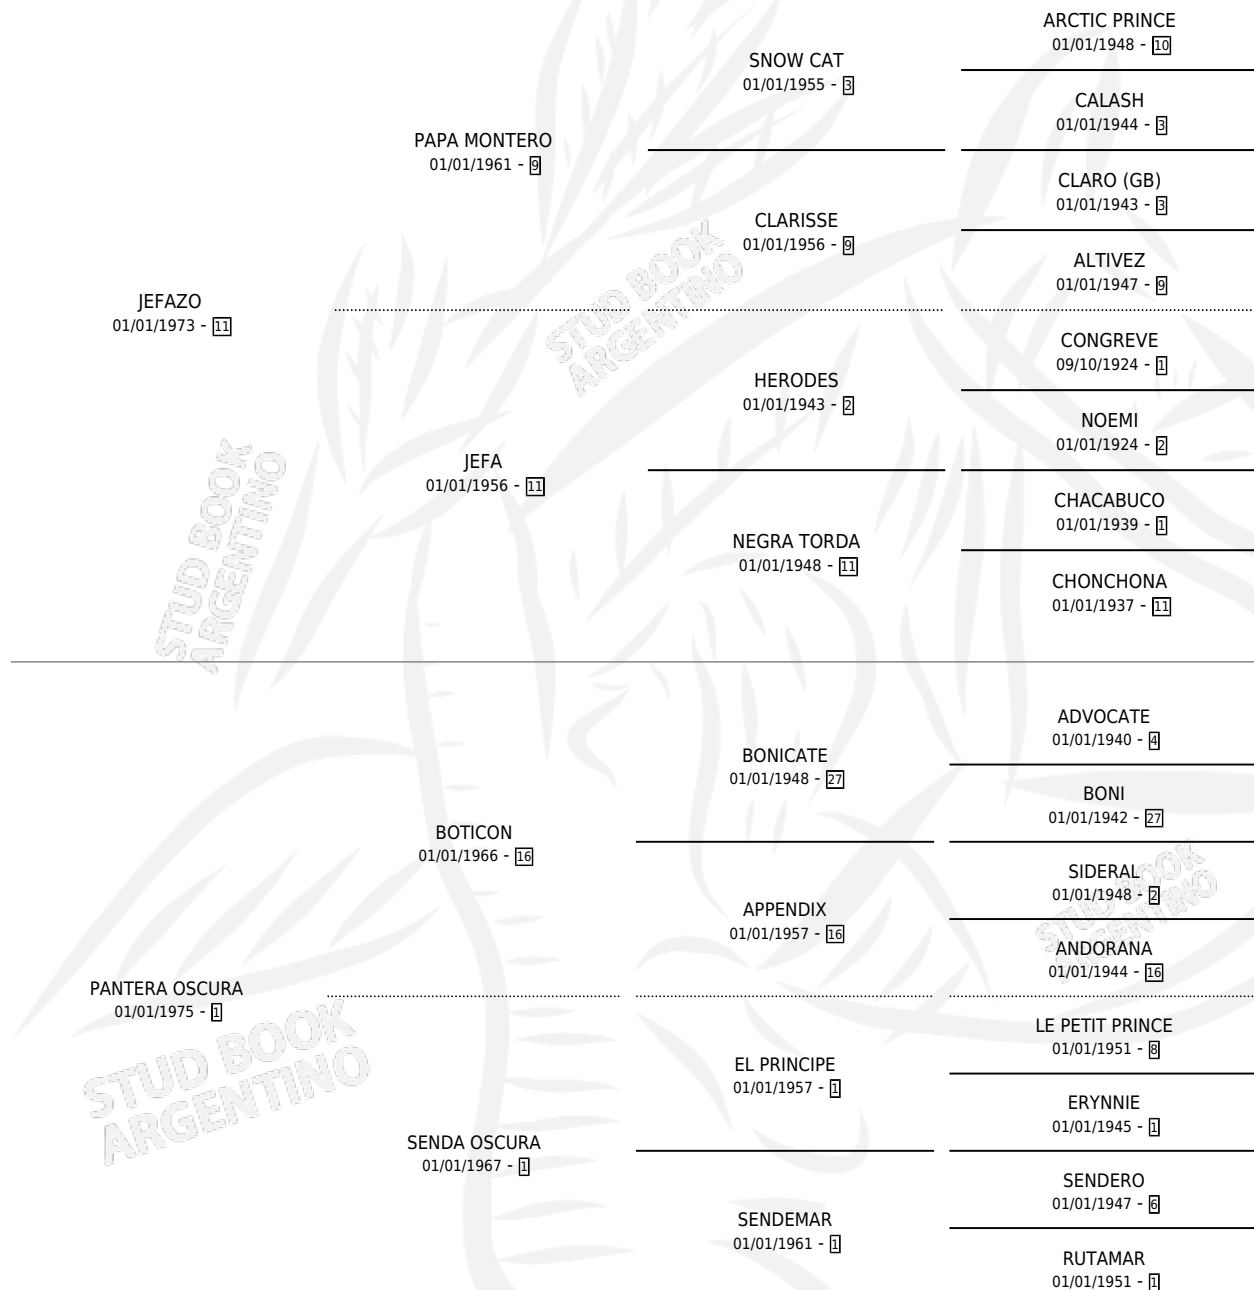 ARCTIC PRINCE
01/01/1948 - 10
SNOW CAT
01/01/1955 - 3
CALASH
01/01/1944 - 3
PAPA MONTERO
01/01/1961 - 9
CLARO (GB)
01/01/1943 - 3
CLARISSE
01/01/1956 - 9
ALTIVEZ
01/01/1947 - 9
JEFAZO
01/01/1973 - 11
CONGREVE
09/10/1924 - 1
HERODES
01/01/1943 - 2
NOEMI
01/01/1924 - 2
JEFA
01/01/1956 - 11
CHACABUCO
01/01/1939 - 1
NEGRA TORDA
01/01/1948 - 11
CHONCHONA
01/01/1937 - 11
ADVOCATE
01/01/1940 - 4
BONICATE
01/01/1948 - 27
BONI
01/01/1942 - 27
BOTICON
01/01/1966 - 16
SIDERAL
01/01/1948 - 2
APPENDIX
01/01/1957 - 16
ANDORANA
01/01/1944 - 16
PANTERA OSCURA
01/01/1975 - 1
LE PETIT PRINCE
01/01/1951 - 8
EL PRINCIPE
01/01/1957 - 1
ERYNNIE
01/01/1945 - 1
SENDA OSCURA
01/01/1967 - 1
SENDERO
01/01/1947 - 6
SENDEMAR
01/01/1961 - 1
RUTAMAR
01/01/1951 - 1
STUD BOOK
ARGENTINO
STUD BOOK
ARGENTINO
STUD BOOK
ARGENTINO
STUD BOOK
ARGENTINO